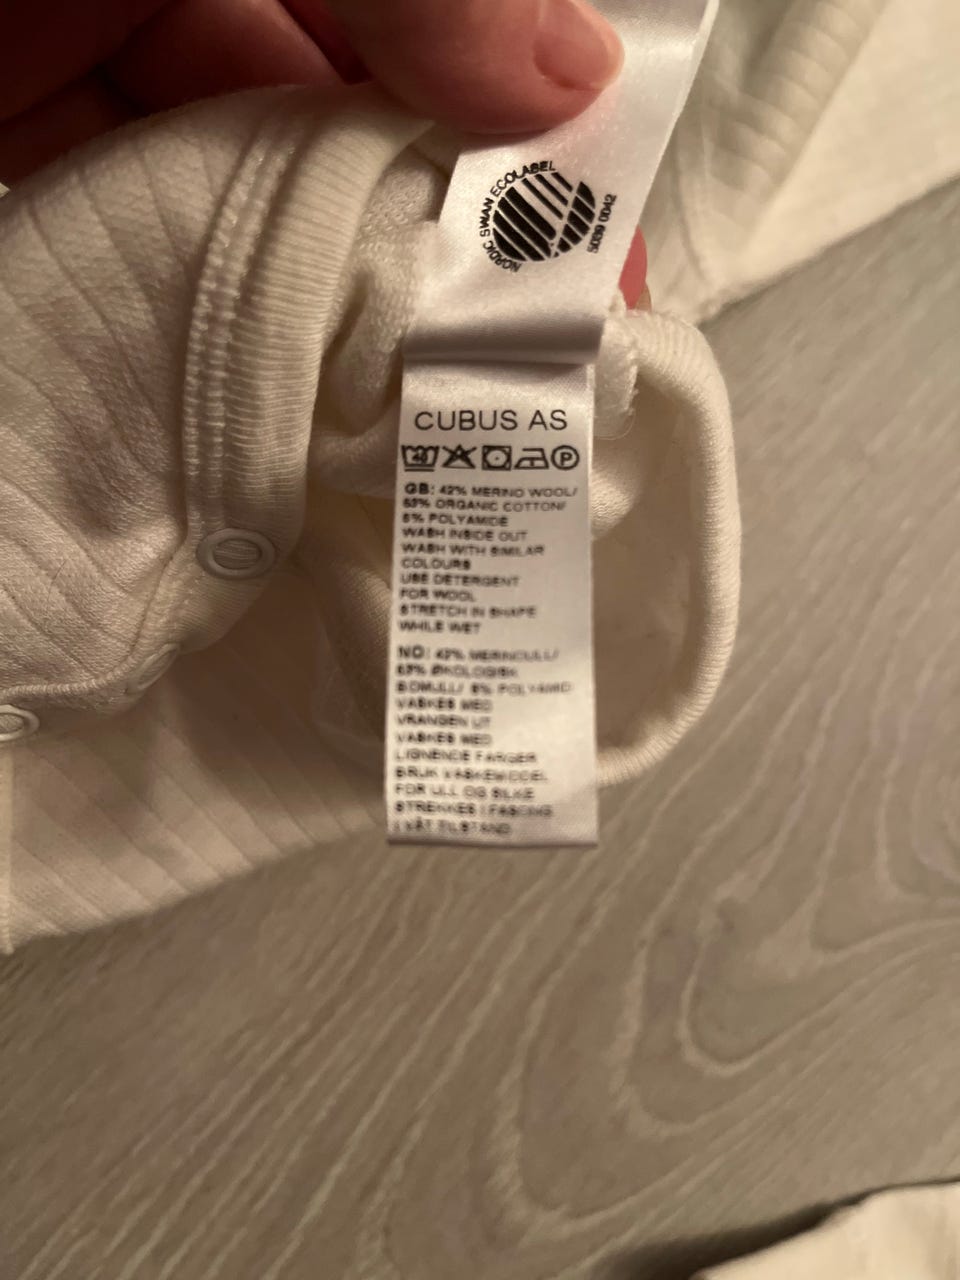 NORDIC SWAN ECOLABEL
5039 0042
CUBUS AS
40 P
GB: 42% MERINO WOOL/
53% ORGANIC COTTON/
5% POLYAMIDE
WASH INSIDE OUT
WASH WITH SIMILAR
COLOURS
USE DETERGENT
FOR WOOL
STRETCH IN SHAPE
WHILE WET
NO: 42% MERINOULL/
53% ØKOLOGISK
BOMULL/ 5% POLYAMID
VASKES MED
VRANGEN UT
VASKES MED
LIGNENDE FARGER
BRUK VASKEMIDDEL
FOR ULL OG SILKE
STREKKES I FASONG
I VÅT TILSTAND